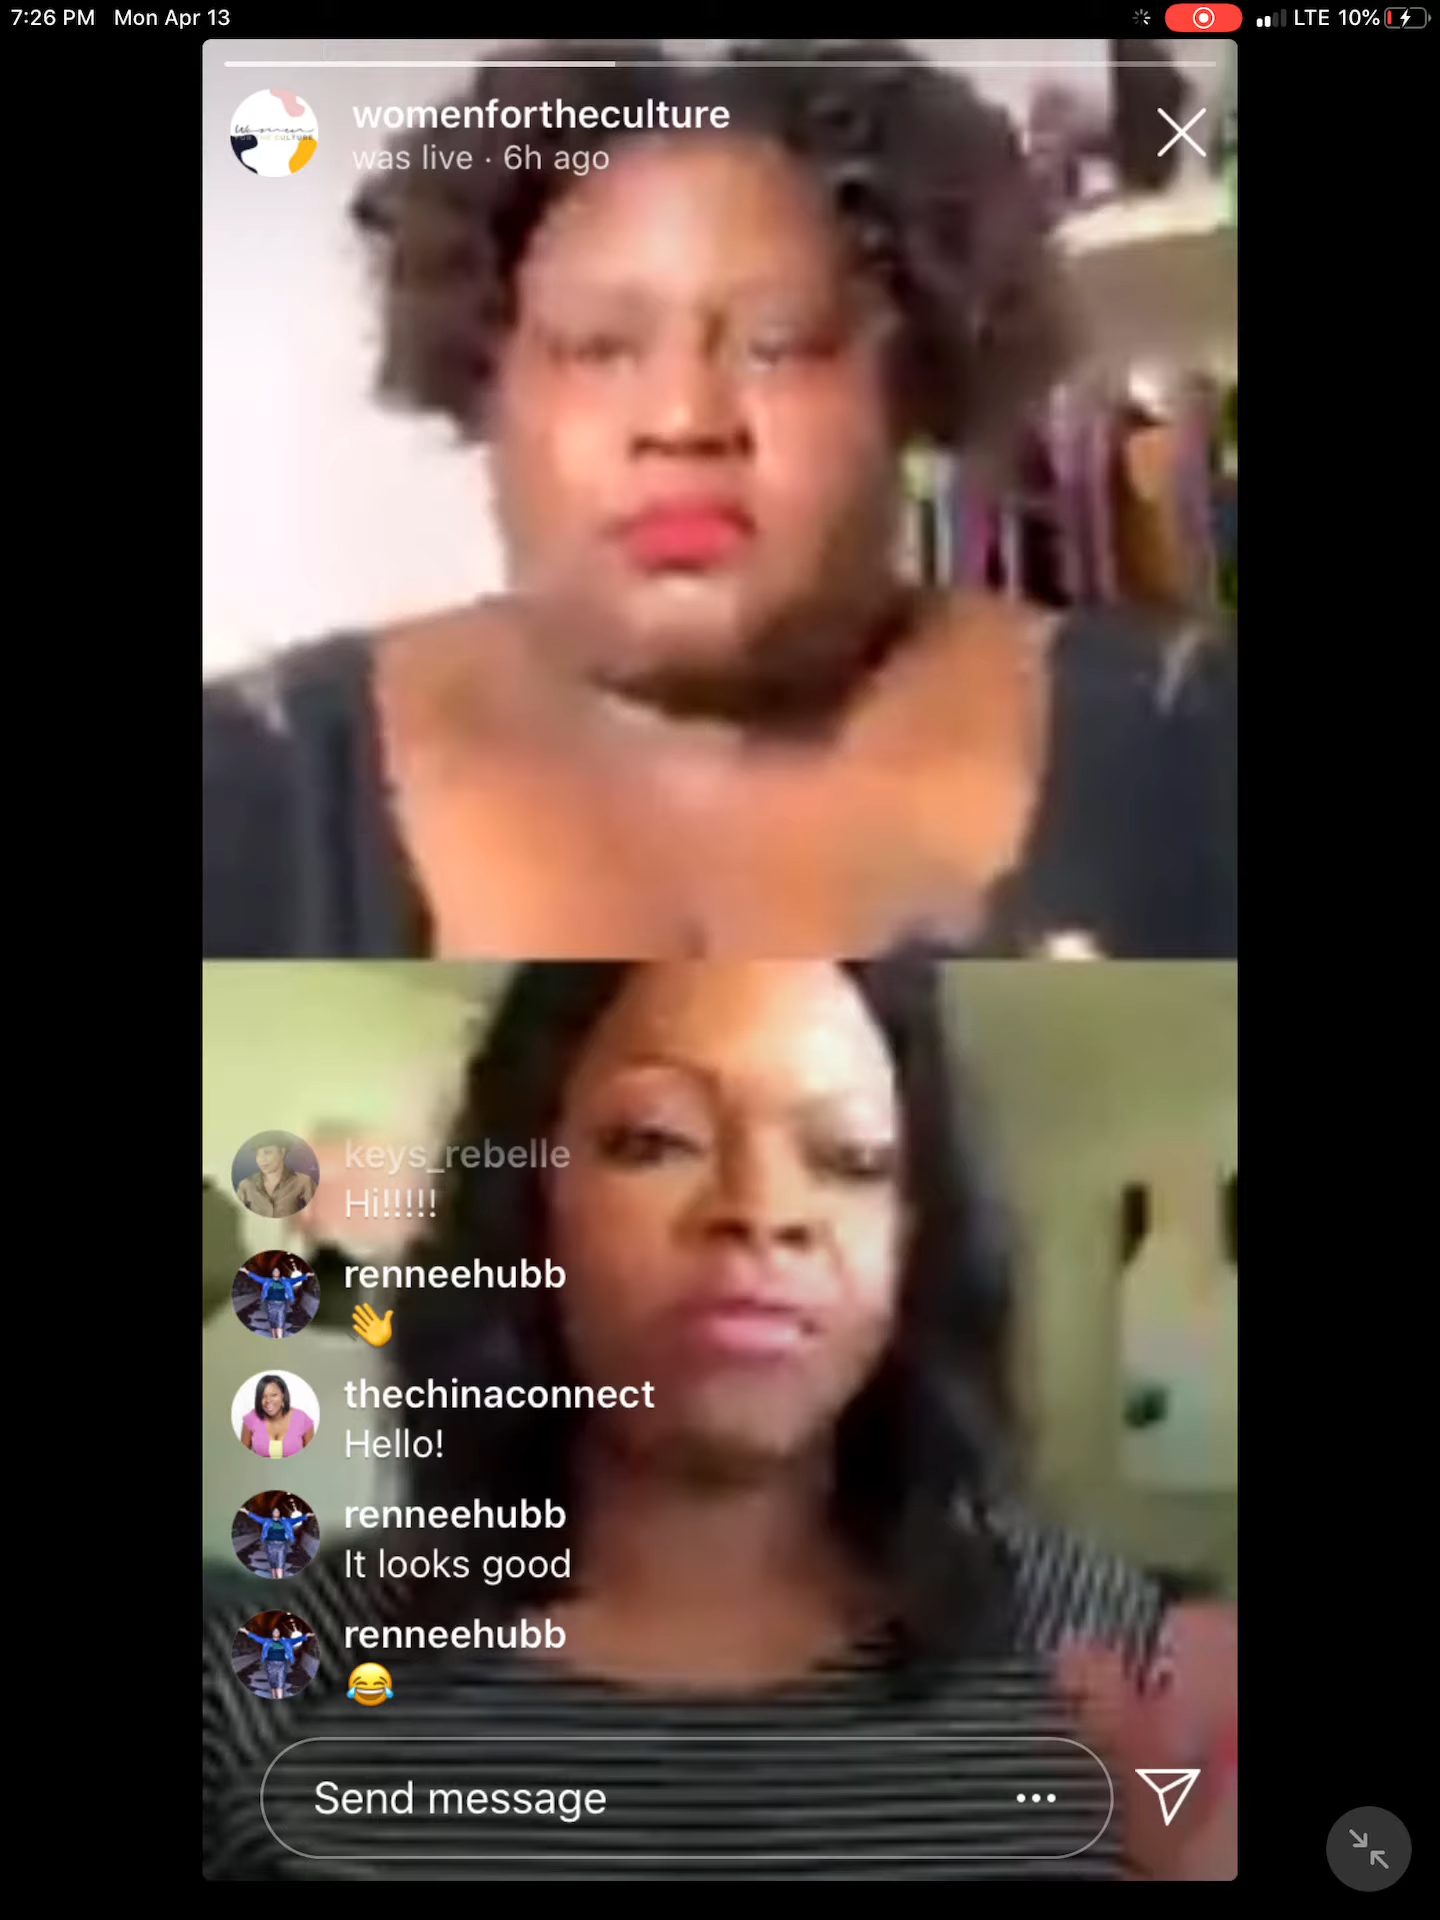 7:26 PM Mon Apr 13
LTE 10%
womenfortheculture
was live · 6h ago
keys_rebelle
Hi!!!!!
renneehubb
👋
thechinaconnect
Hello!
renneehubb
It looks good
renneehubb
😂
Send message